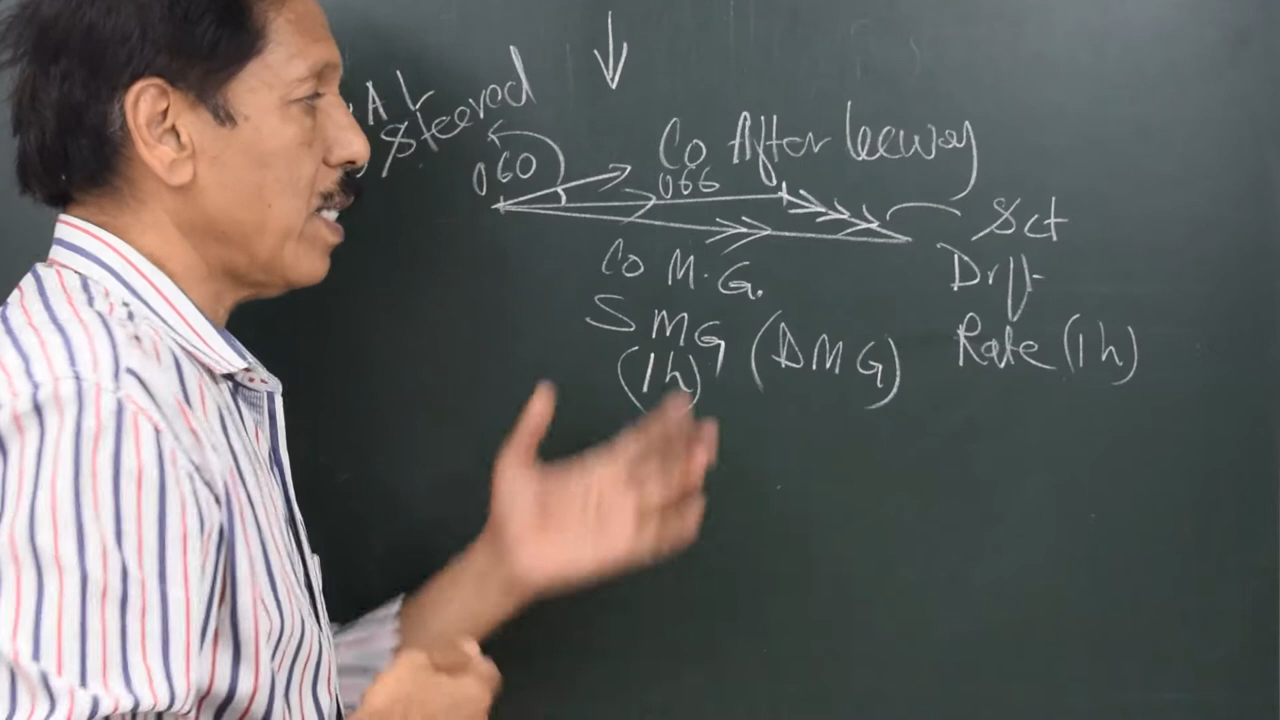 Steered
060
Co After leeway
066
Set
Co M.G.
Drift
SMG (DMG)
(1h)
Rate (1h)